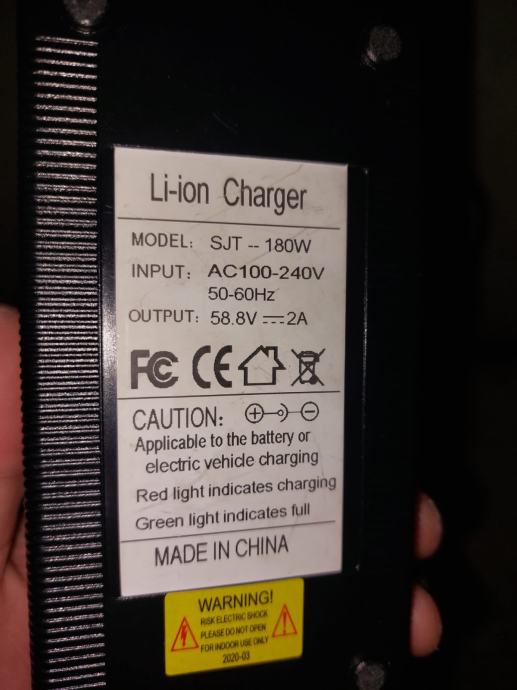 Li-ion Charger
MODEL: SJT -- 180W
INPUT: AC100-240V
50-60Hz
OUTPUT: 58.8V⎓2A
FC CE
CAUTION:
Applicable to the battery or
electric vehicle charging
Red light indicates charging
Green light indicates full
MADE IN CHINA
WARNING!
RISK ELECTRIC SHOCK
PLEASE DO NOT OPEN
FOR INDOOR USE ONLY
2020-03